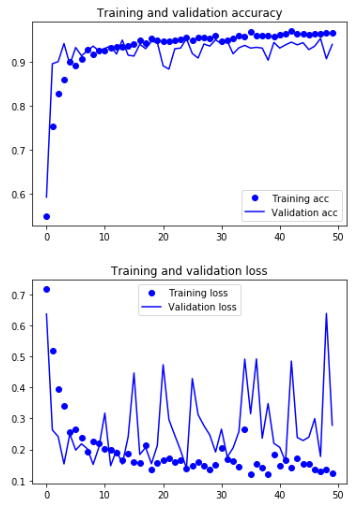 Training and validation accuracy
0.9
0.8
0.7
0.6
Training acc
Validation acc
0 10 20 30 40 50
Training and validation loss
0.7
Training loss
Validation loss
0.6
0.5
0.4
0.3
0.2
0.1
0 10 20 30 40 50